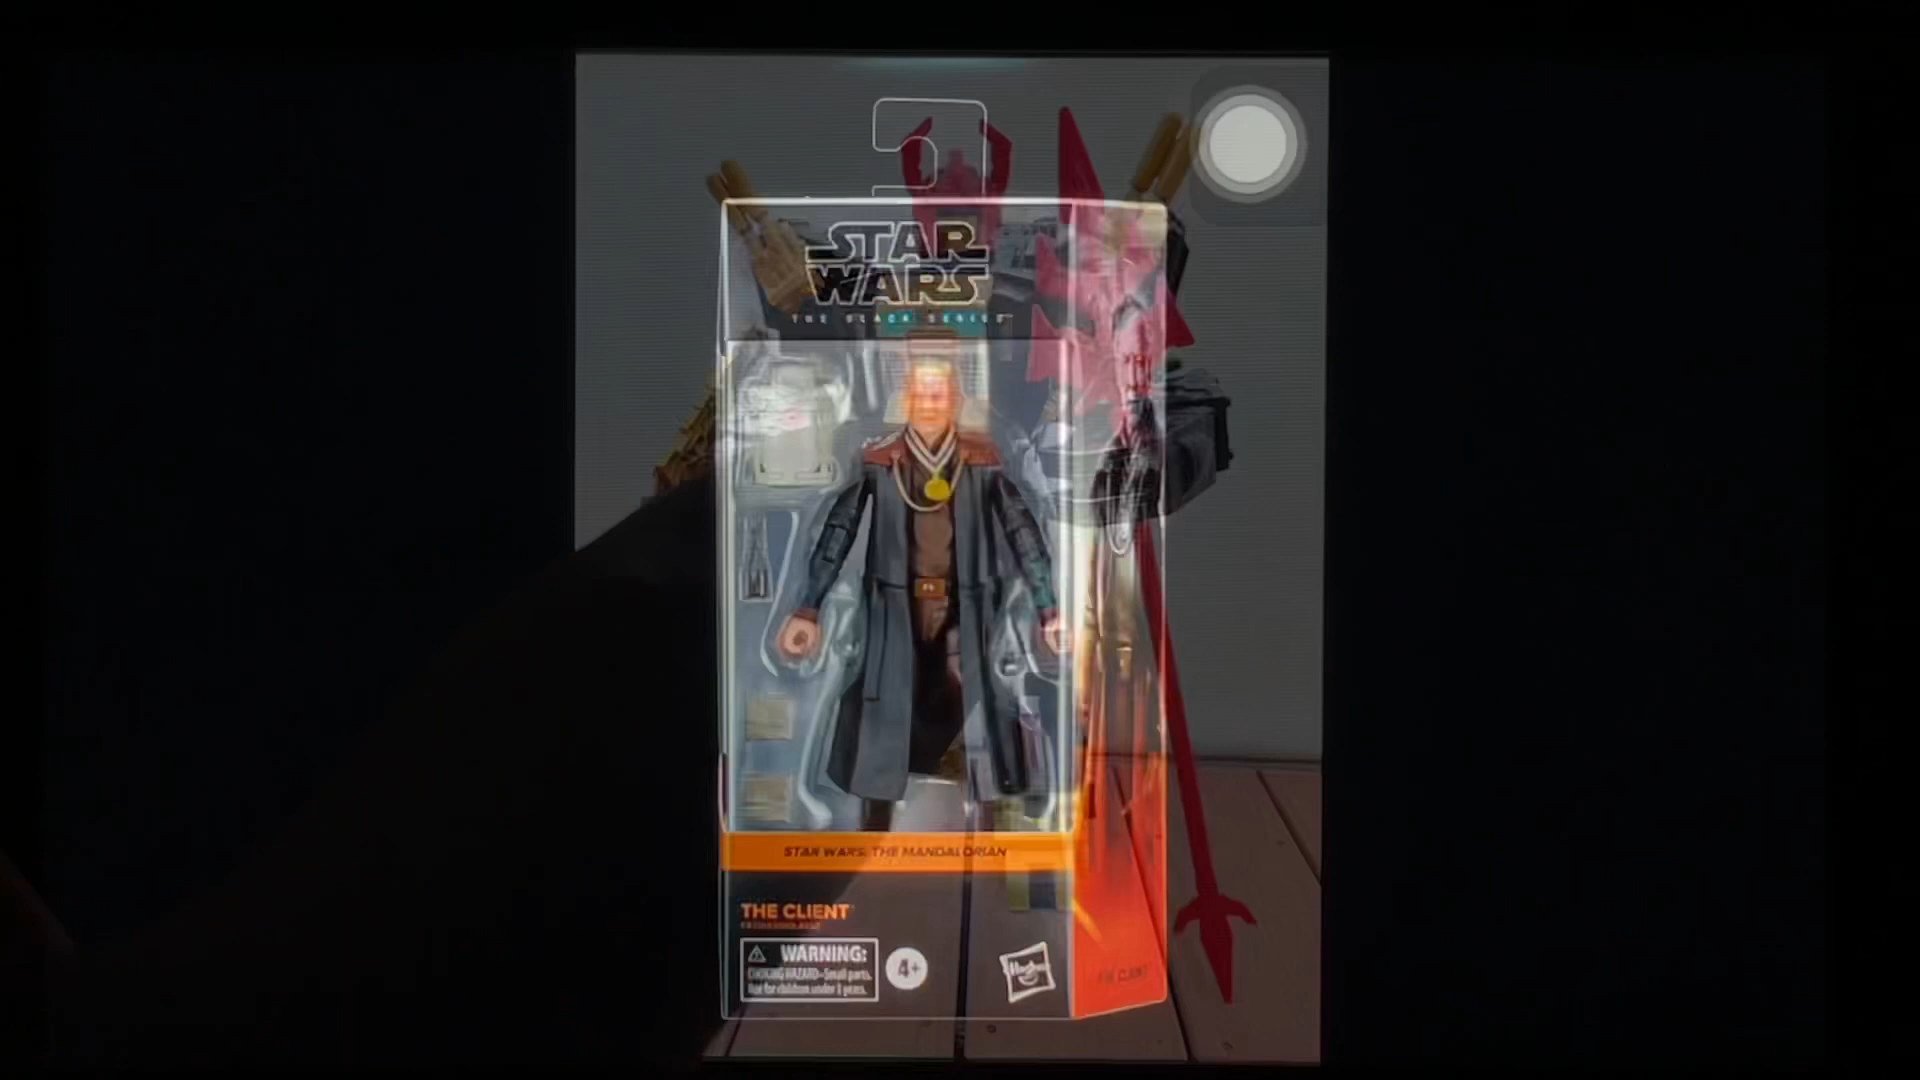 STAR
WARS
THE BLACK SERIES
STAR WARS: THE MANDALORIAN
THE CLIENT
WARNING:
CHOKING HAZARD-Small parts.
Not for children under 3 years.
4+
Hasbro